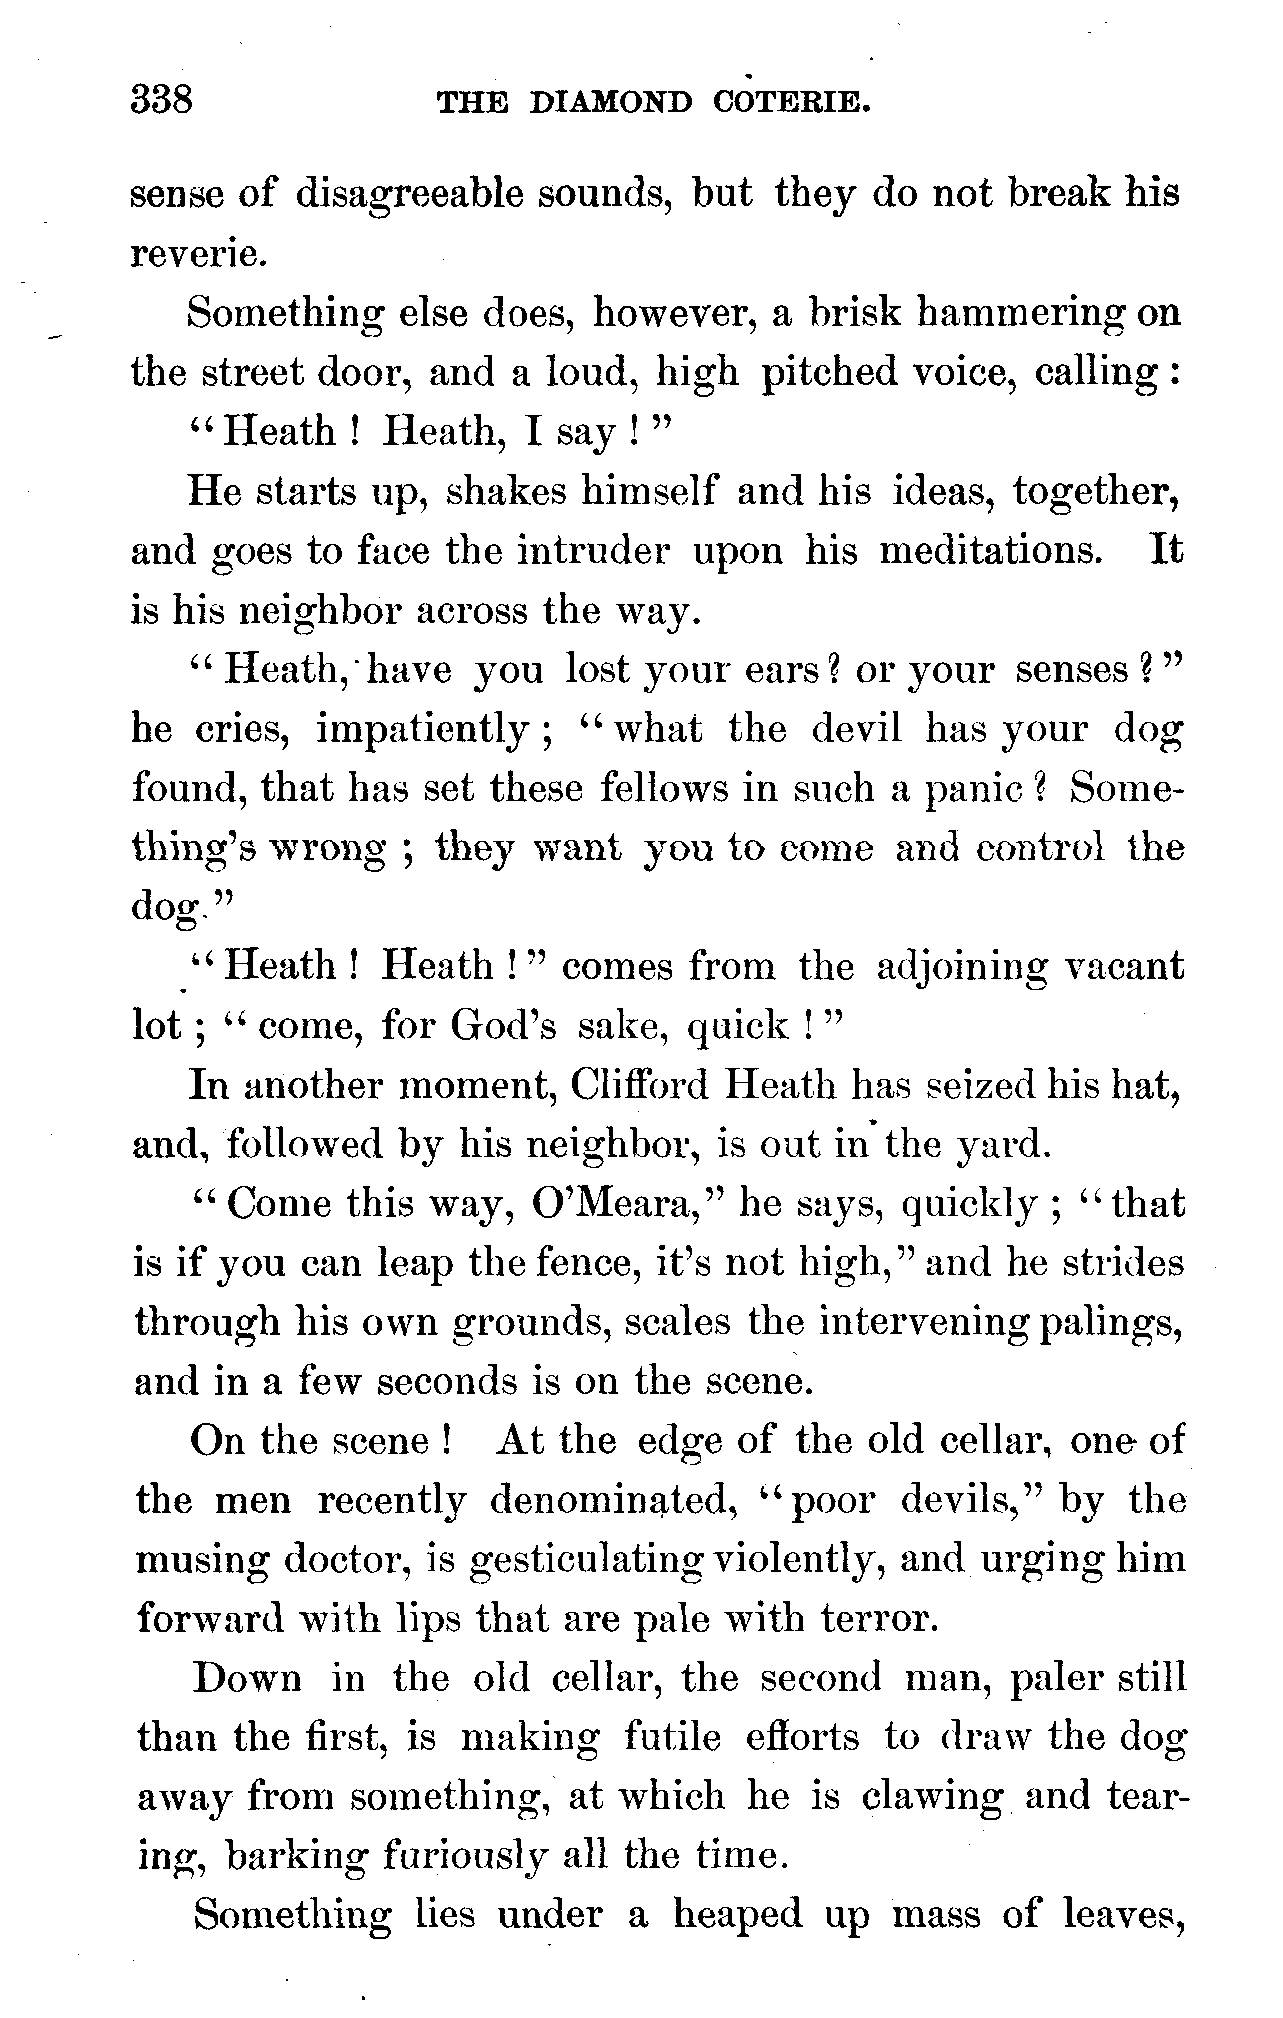 338 THE DIAMOND COTERIE.
sense of disagreeable sounds, but they do not break his
reverie.
Something else does, however, a brisk hammering on
the street door, and a loud, high pitched voice, calling :
“ Heath ! Heath, I say ! ”
He starts up, shakes himself and his ideas, together,
and goes to face the intruder upon his meditations. It
is his neighbor across the way.
“ Heath, have you lost your ears ? or your senses ? ”
he cries, impatiently ; “ what the devil has your dog
found, that has set these fellows in such a panic ? Some-
thing’s wrong ; they want you to come and control the
dog.”
“ Heath ! Heath ! ” comes from the adjoining vacant
lot ; “ come, for God’s sake, quick ! ”
In another moment, Clifford Heath has seized his hat,
and, followed by his neighbor, is out in the yard.
“ Come this way, O’Meara,” he says, quickly ; “ that
is if you can leap the fence, it’s not high,” and he strides
through his own grounds, scales the intervening palings,
and in a few seconds is on the scene.
On the scene ! At the edge of the old cellar, one of
the men recently denominated, “ poor devils,” by the
musing doctor, is gesticulating violently, and urging him
forward with lips that are pale with terror.
Down in the old cellar, the second man, paler still
than the first, is making futile efforts to draw the dog
away from something, at which he is clawing and tear-
ing, barking furiously all the time.
Something lies under a heaped up mass of leaves,